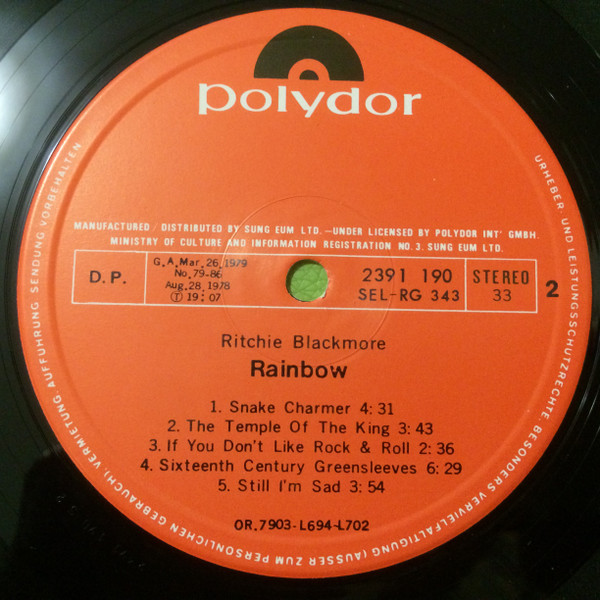 polydor
MANUFACTURED / DISTRIBUTED BY SUNG EUM LTD. —UNDER LICENSED BY POLYDOR INT' GMBH.
MINISTRY OF CULTURE AND INFORMATION REGISTRATION NO. 3. SUNG EUM LTD.
D.P.
G.A.Mar.26,1979
No.79-86
Aug.28,1978
Ⓣ 19:07
2391 190
SEL-RG 343
STEREO
33
2
Ritchie Blackmore
Rainbow
1. Snake Charmer 4:31
2. The Temple Of The King 3:43
3. If You Don't Like Rock & Roll 2:36
4. Sixteenth Century Greensleeves 6:29
5. Still I'm Sad 3:54
OR.7903-L694-L702
URHEBER- UND LEISTUNGSSCHUTZRECHTE BESONDERS VERVIELFALTIGUNG (AUSSER ZUM PERSONLICHEN GEBRAUCH), VERMIETUNG, AUFFUHRUNG, SENDUNG VORBEHALTEN